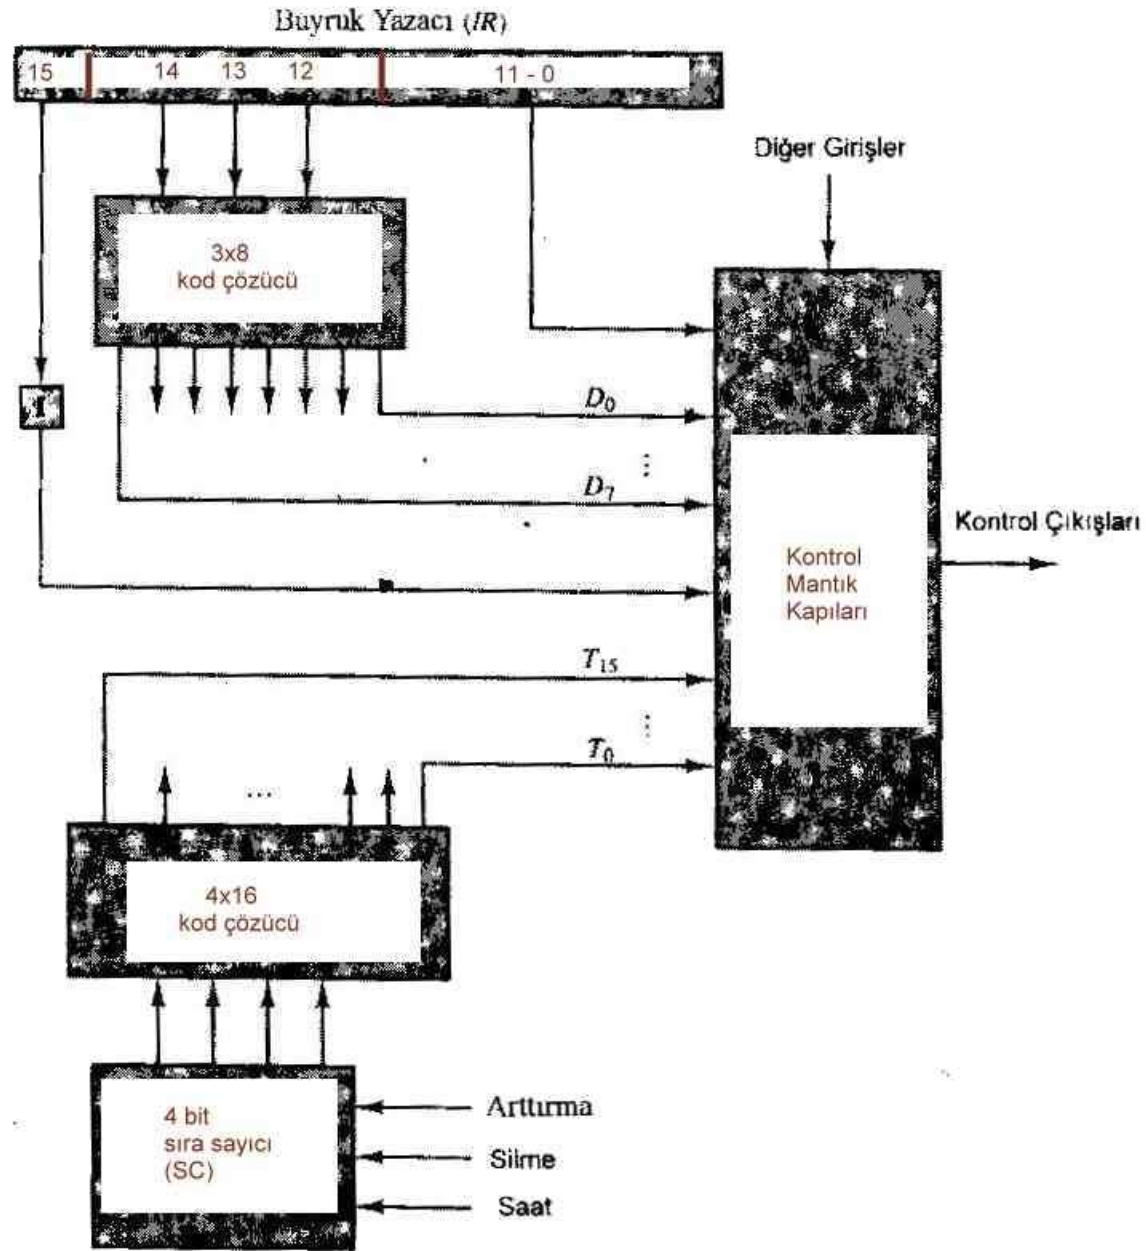 Buyruk Yazacı (IR)
15 14 13 12 11 - 0
Diğer Girişler
3x8
kod çözücü
I
D0
⋮
D7
Kontrol Çıkışları
Kontrol
Mantık
Kapıları
T15
⋮
T0
...
4x16
kod çözücü
4 bit
sıra sayıcı
(SC)
Arttırma
Silme
Saat